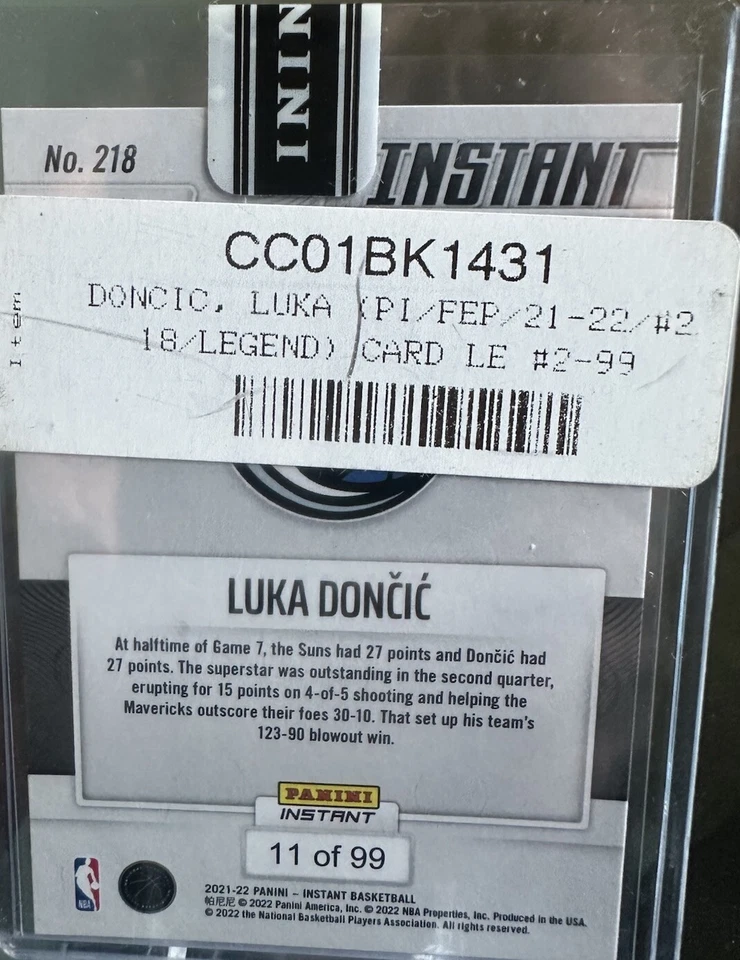 ININ
No. 218
INSTANT
CC01BK1431
Item
DONCIC, LUKA (PI/FEP/21-22/#2
18/LEGEND) CARD LE #2-99
LUKA DONČIĆ
At halftime of Game 7, the Suns had 27 points and Dončić had
27 points. The superstar was outstanding in the second quarter,
erupting for 15 points on 4-of-5 shooting and helping the
Mavericks outscore their foes 30-10. That set up his team's
123-90 blowout win.
PANINI
INSTANT
11 of 99
NBA
2021-22 PANINI – INSTANT BASKETBALL
帕尼尼 © 2022 Panini America, Inc. © 2022 NBA Properties, Inc. Produced in the USA.
© 2022 the National Basketball Players Association. All rights reserved.